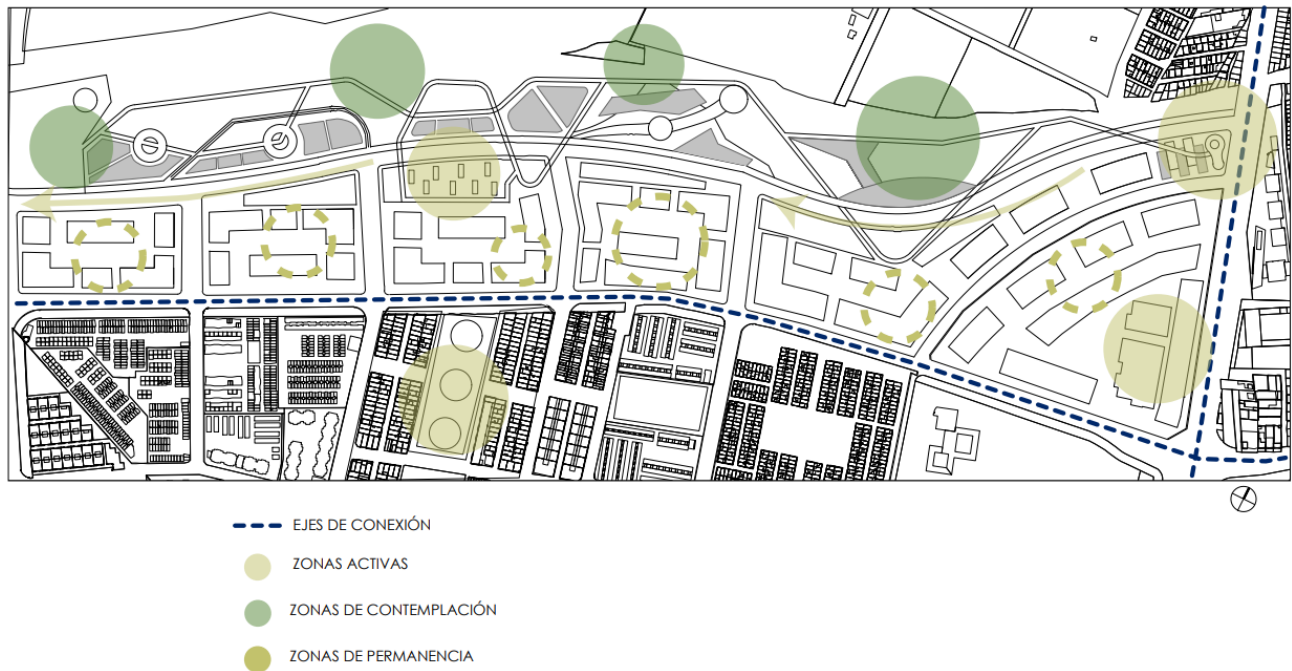 EJES DE CONEXIÓN
ZONAS ACTIVAS
ZONAS DE CONTEMPLACIÓN
ZONAS DE PERMANENCIA